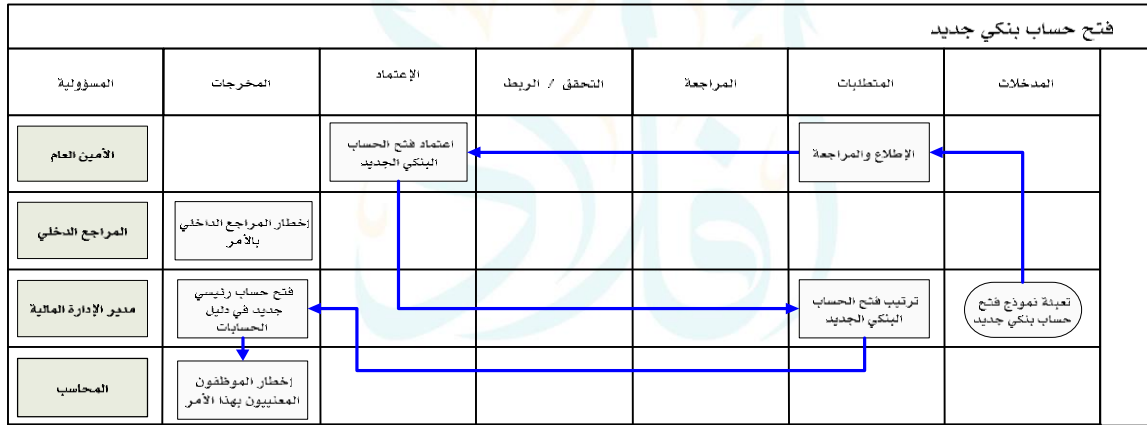 فتح حساب بنكي جديد
المدخلات
المتطلبات
المراجعة
التحقق / الربط
الإعتماد
المخرجات
المسؤولية
الإطلاع والمراجعة
اعتماد فتح الحساب
البنكي الجديد
الأمين العام
إخطار المراجع الداخلي
بالأمر
المراجع الدخلي
تعبئة نموذج فتح
حساب بنكي جديد
ترتيب فتح الحساب
البنكي الجديد
فتح حساب رئيسي
جديد في دليل
الحسابات
مدير الإدارة المالية
إخطار الموظفون
المعنييون بهذا الأمر
المحاسب